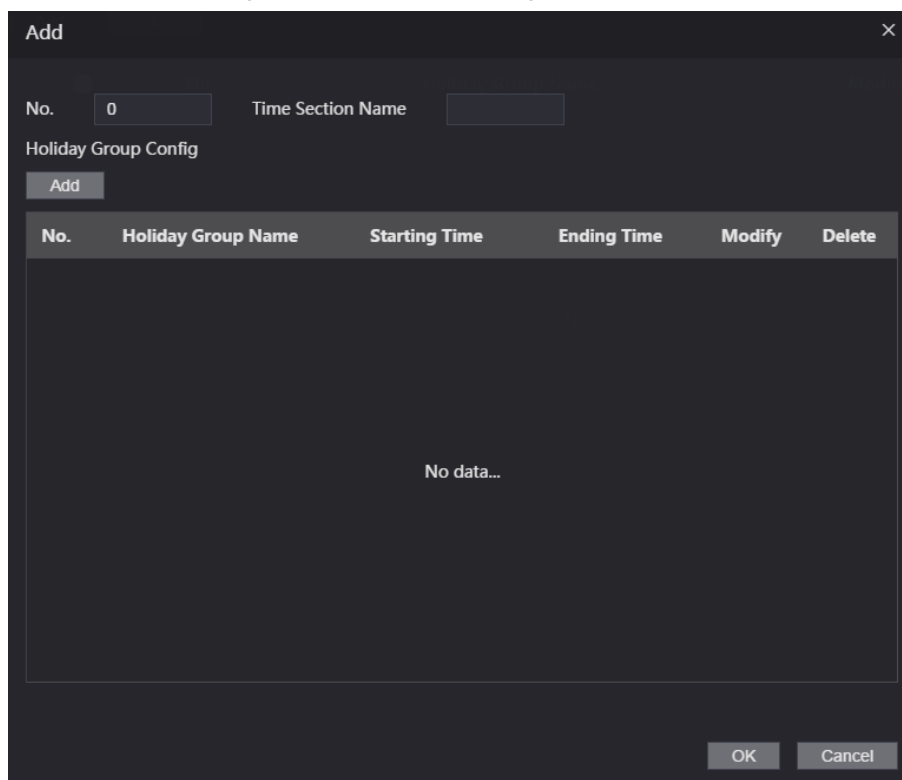 Add ×
No. 0 Time Section Name
Holiday Group Config
Add
No. Holiday Group Name Starting Time Ending Time Modify Delete
No data...
OK Cancel